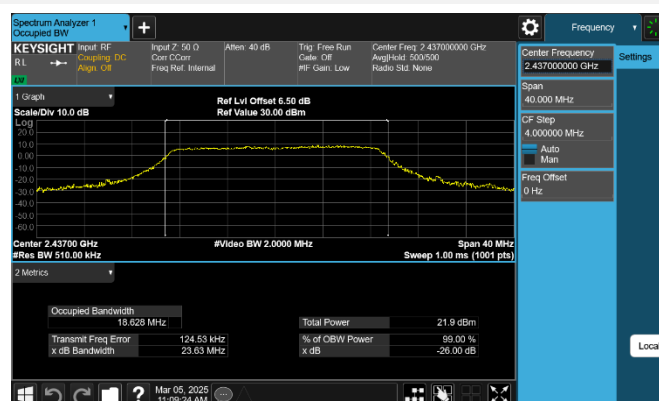 Spectrum Analyzer 1
Occupied BW
+
Frequency
KEYSIGHT
RL
LV
Input: RF
Coupling: DC
Align: Off
Input Z: 50 Ω
Corr CCorr
Freq Ref: Internal
Atten: 40 dB
Trig: Free Run
Gate: Off
#IF Gain: Low
Center Freq: 2.437000000 GHz
Avg|Hold: 500/500
Radio Std: None
Center Frequency
2.437000000 GHz
Settings
Span
40.000 MHz
CF Step
4.000000 MHz
Auto
Man
Freq Offset
0 Hz
Local
1 Graph
Scale/Div 10.0 dB
Ref Lvl Offset 6.50 dB
Ref Value 30.00 dBm
Log
20.0
10.0
0.00
-10.0
-20.0
-30.0
-40.0
-50.0
-60.0
Center 2.43700 GHz
#Video BW 2.0000 MHz
Span 40 MHz
#Res BW 510.00 kHz
Sweep 1.00 ms (1001 pts)
2 Metrics
Occupied Bandwidth
18.628 MHz
Total Power 21.9 dBm
Transmit Freq Error 124.53 kHz
% of OBW Power 99.00 %
x dB Bandwidth 23.63 MHz
x dB -26.00 dB
?
Mar 05, 2025
11:09:24 AM